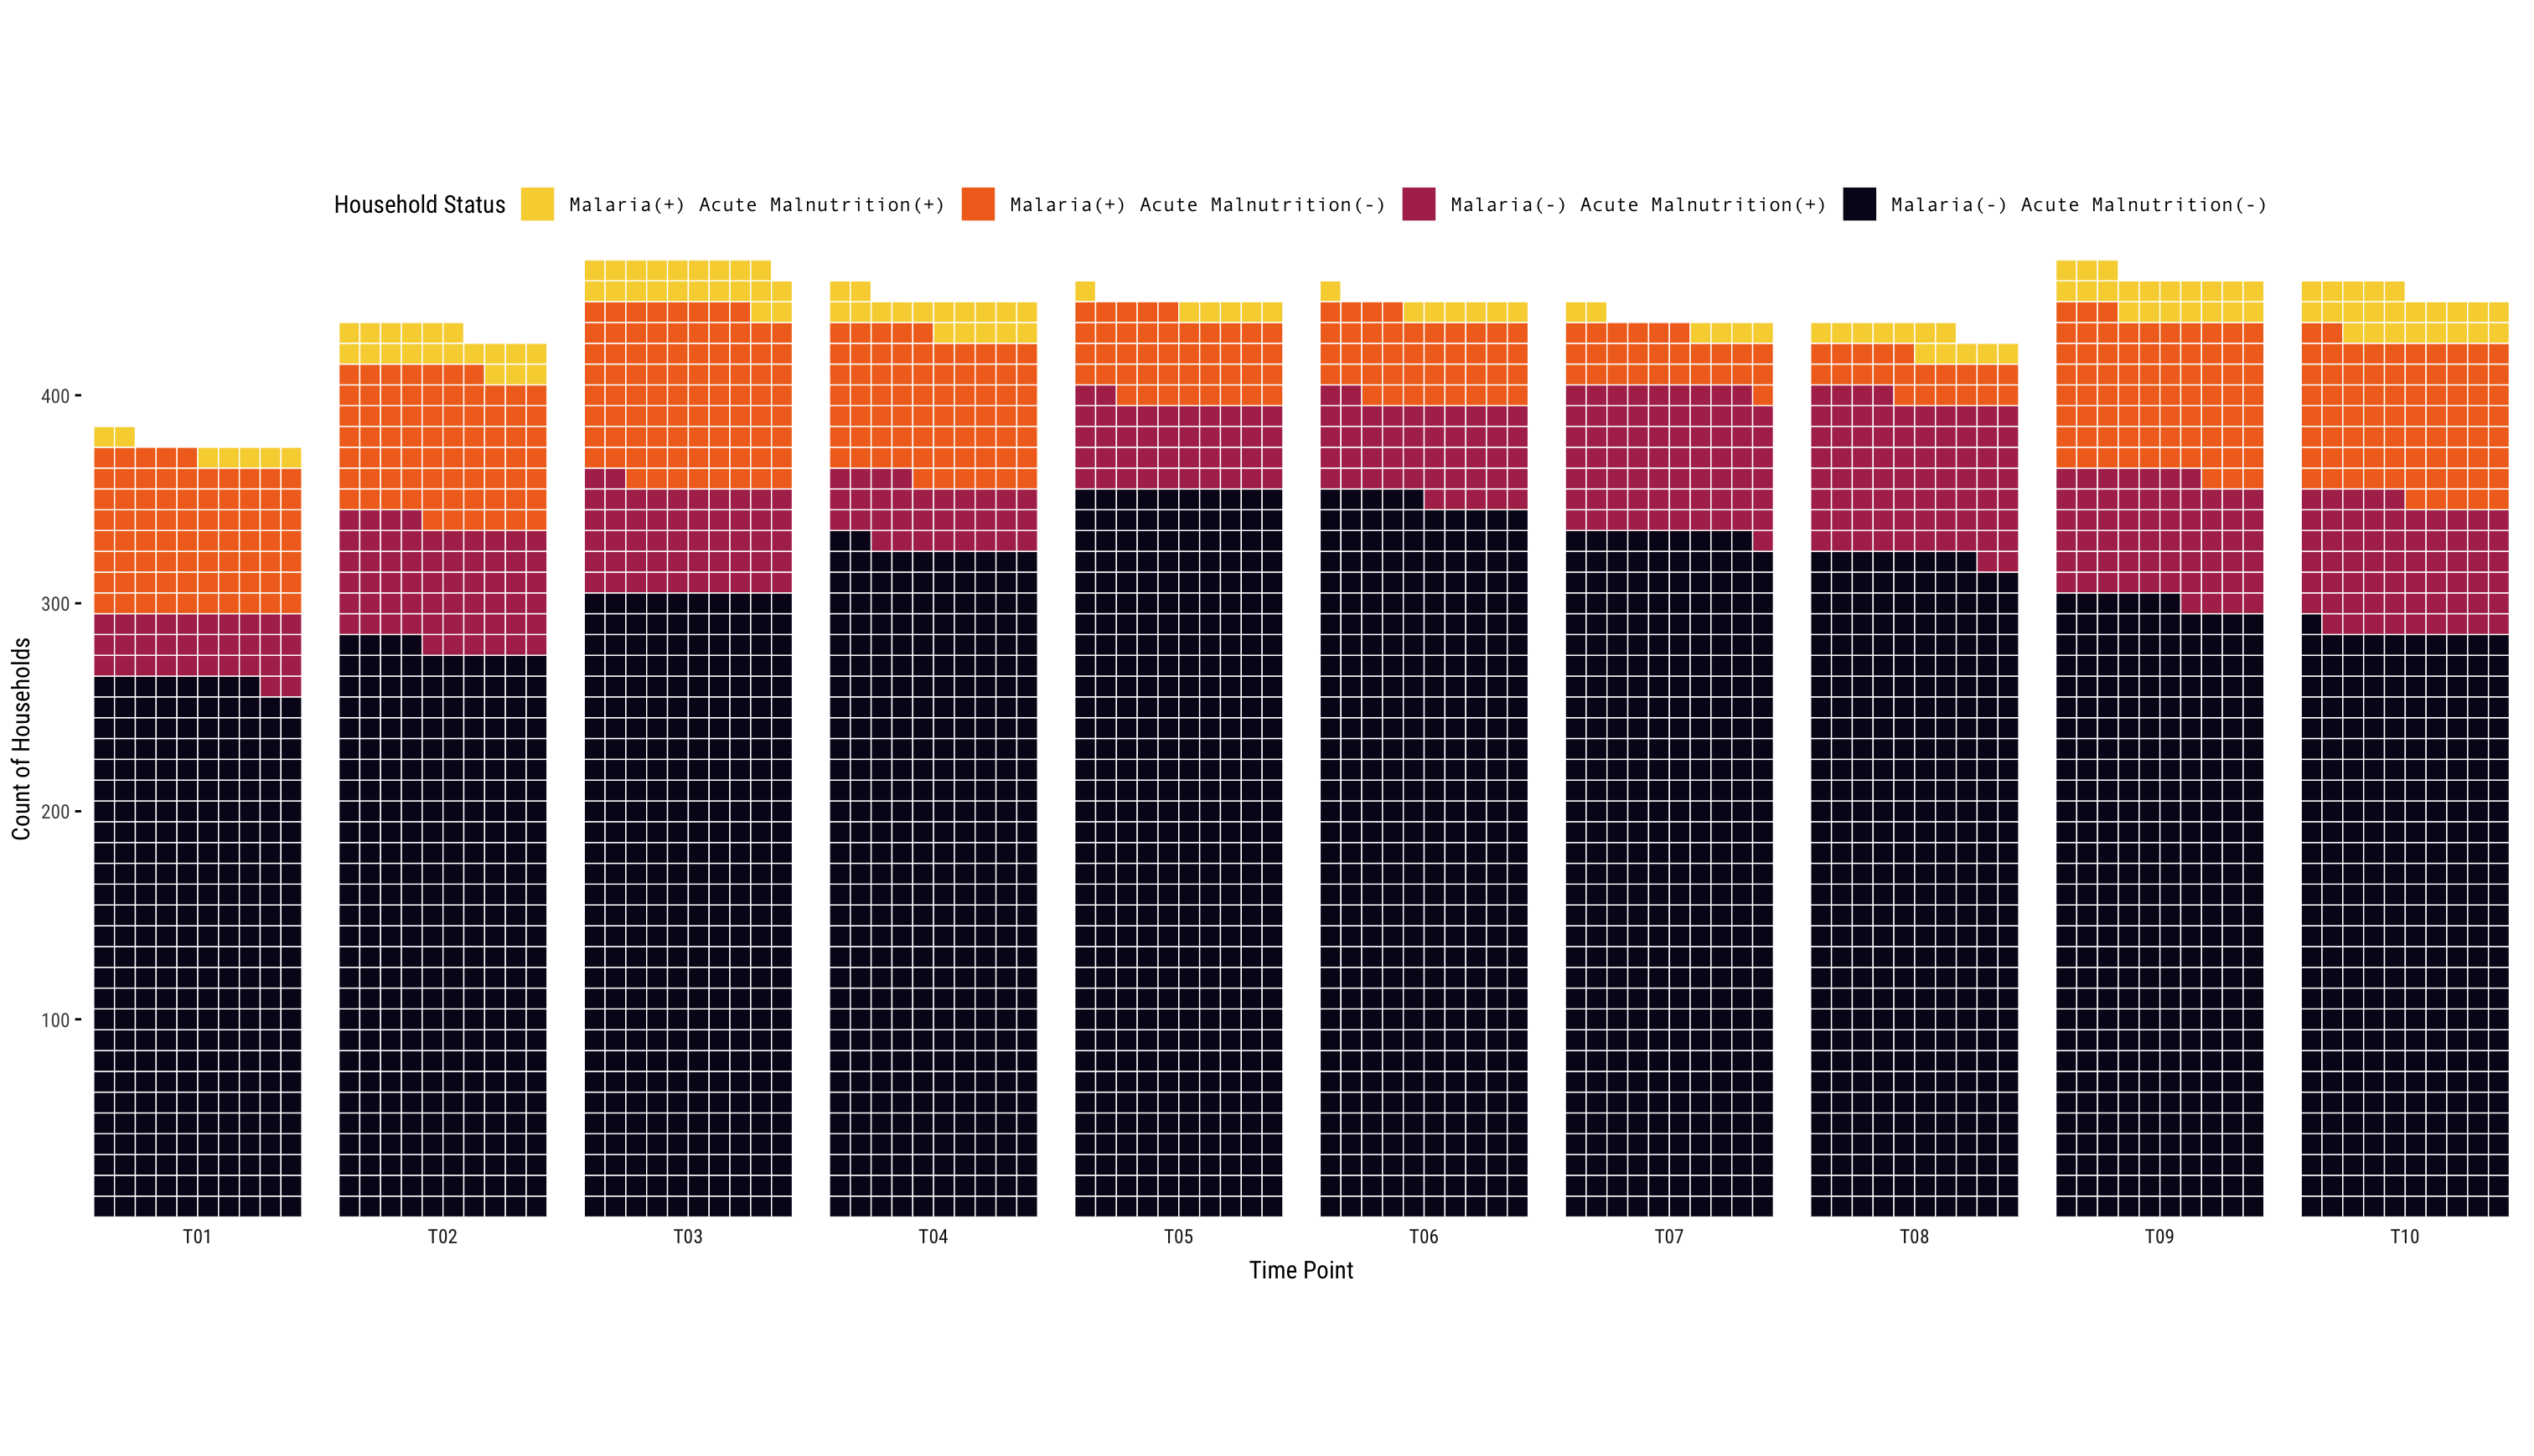 Household Status Malaria(+) Acute Malnutrition(+) Malaria(+) Acute Malnutrition(-) Malaria(-) Acute Malnutrition(+) Malaria(-) Acute Malnutrition(-)
Count of Households
400
300
200
100
T01 T02 T03 T04 T05 T06 T07 T08 T09 T10
Time Point